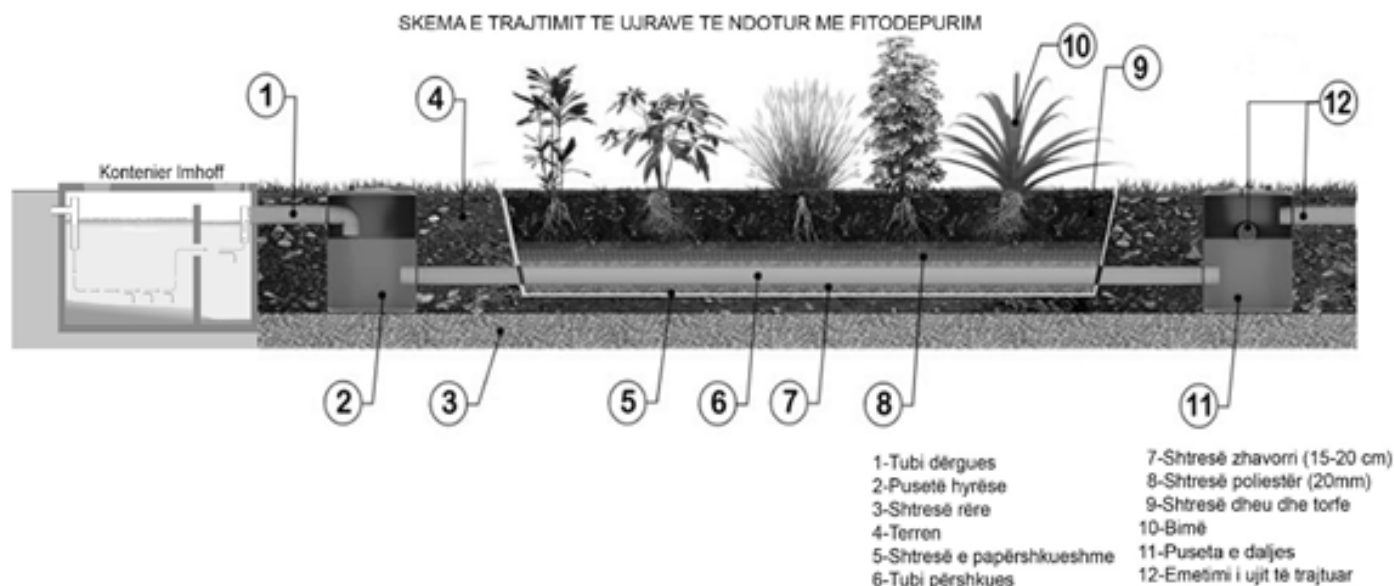 SKEMA E TRAJTIMIT TE UJRAVE TE NDOTUR ME FITODEPURIM
10
1
4
9
12
Kontenier Imhoff
2
3
5
6
7
8
11
1-Tubi dërgues
2-Pusetë hyrëse
3-Shtresë rëre
4-Terren
5-Shtresë e papërshkueshme
6-Tubi përshkues
7-Shtresë zhavorri (15-20 cm)
8-Shtresë poliestër (20mm)
9-Shtresë dheu dhe torfe
10-Bimë
11-Puseta e daljes
12-Emetimi i ujit të trajtuar